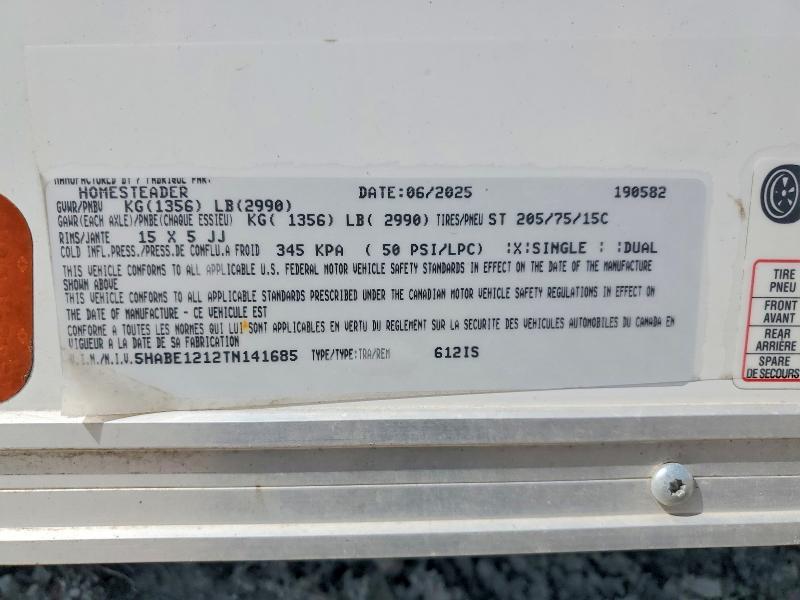 MANUFACTURED BY / FABRIQUE PAR:
HOMESTEADER DATE:06/2025 190582
GVWR/PNBV KG(1356) LB(2990)
GAWR(EACH AXLE)/PNBE(CHAQUE ESSIEU) KG( 1356) LB( 2990) TIRES/PNEU ST 205/75/15C
RIMS/JANTE 15 X 5 JJ
COLD INFL.PRESS./PRESS.DE CONFLU.A FROID 345 KPA ( 50 PSI/LPC) :X:SINGLE : :DUAL
THIS VEHICLE CONFORMS TO ALL APPLICABLE U.S. FEDERAL MOTOR VEHICLE SAFETY STANDARDS IN EFFECT ON THE DATE OF THE MANUFACTURE
SHOWN ABOVE
THIS VEHICLE CONFORMS TO ALL APPLICABLE STANDARDS PRESCRIBED UNDER THE CANADIAN MOTOR VEHICLE SAFETY REGULATIONS IN EFFECT ON
THE DATE OF MANUFACTURE - CE VEHICULE EST
CONFORME A TOUTES LES NORMES QUI LUI SONT APPLICABLES EN VERTU DU REGLEMENT SUR LA SECURITE DES VEHICULES AUTOMOBILES DU CANADA EN
VIGUEUR A LA DATE DE SA FABRICATION
V.I.N./N.I.V. 5HABE1212TN141685 TYPE/TYPE:TRA/REM 612IS
TIRE
PNEU
FRONT
AVANT
REAR
ARRIÈRE
SPARE
DE SECOURS